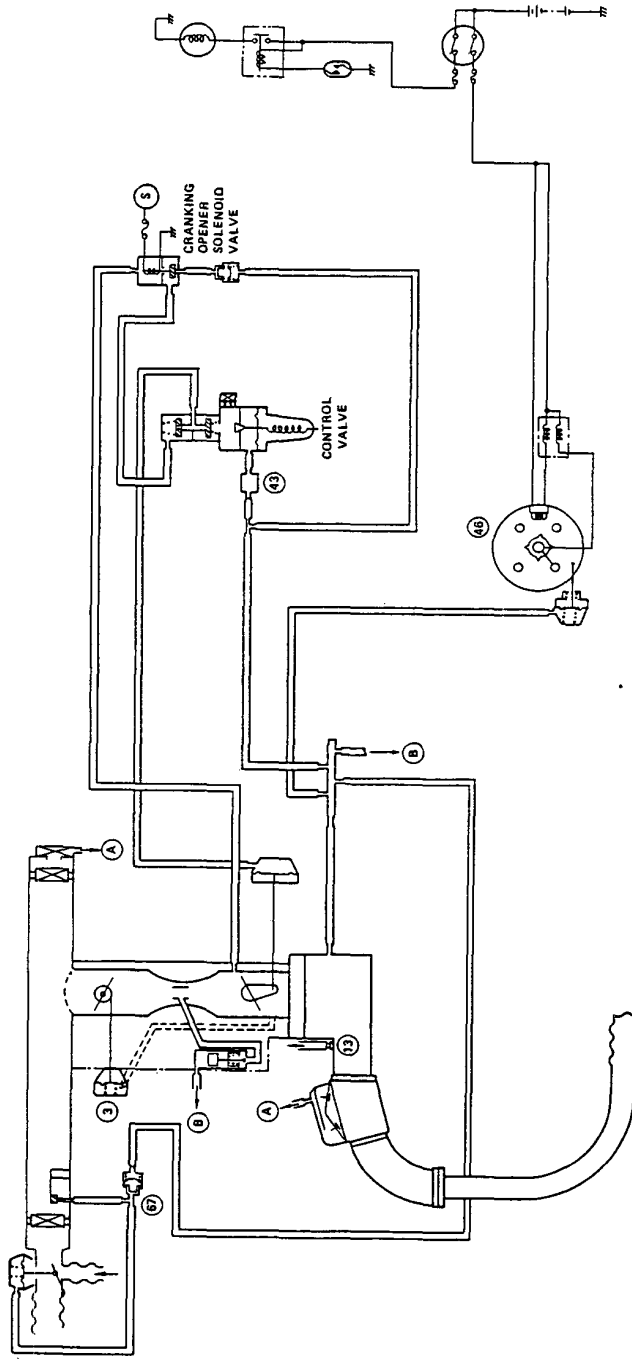 S
CRANKING
OPENER
SOLENOID
VALVE
CONTROL
VALVE
43
46
A
B
3
B
A
13
67